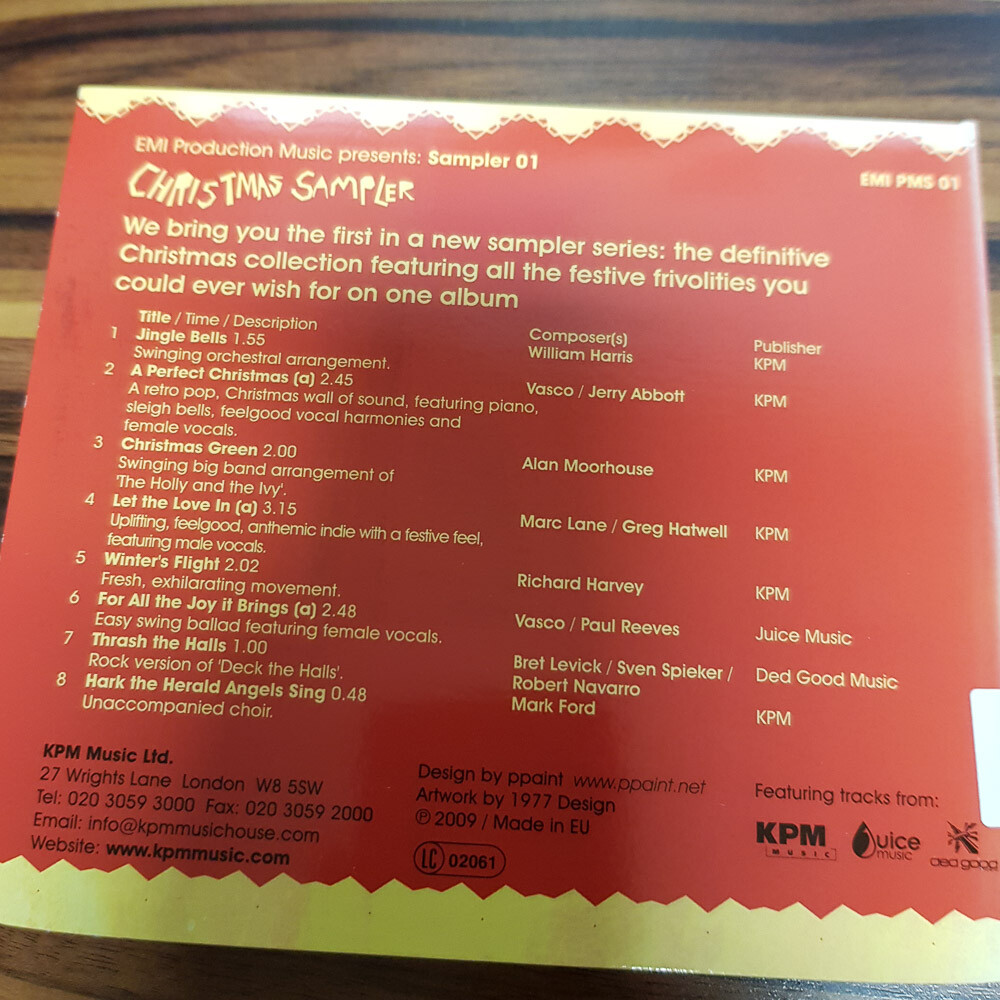 EMI Production Music presents: Sampler 01
EMI PMS 01
CHRISTMAS SAMPLER
We bring you the first in a new sampler series: the definitive
Christmas collection featuring all the festive frivolities you
could ever wish for on one album
Title / Time / Description
Composer(s)
Publisher
1 Jingle Bells 1.55
William Harris
KPM
Swinging orchestral arrangement.
2 A Perfect Christmas (a) 2.45
Vasco / Jerry Abbott
KPM
A retro pop, Christmas wall of sound, featuring piano,
sleigh bells, feelgood vocal harmonies and
female vocals.
3 Christmas Green 2.00
Alan Moorhouse
KPM
Swinging big band arrangement of
'The Holly and the Ivy'.
4 Let the Love In (a) 3.15
Marc Lane / Greg Hatwell
KPM
Uplifting, feelgood, anthemic indie with a festive feel,
featuring male vocals.
5 Winter's Flight 2.02
Richard Harvey
KPM
Fresh, exhilarating movement.
6 For All the Joy it Brings (a) 2.48
Vasco / Paul Reeves
Juice Music
Easy swing ballad featuring female vocals.
7 Thrash the Halls 1.00
Bret Levick / Sven Spieker /
Robert Navarro
Ded Good Music
Rock version of 'Deck the Halls'.
8 Hark the Herald Angels Sing 0.48
Mark Ford
KPM
Unaccompanied choir.
KPM Music Ltd.
27 Wrights Lane London W8 5SW
Tel: 020 3059 3000 Fax: 020 3059 2000
Email: info@kpmmusichouse.com
Website: www.kpmmusic.com
Design by ppaint www.ppaint.net
Artwork by 1977 Design
℗ 2009 / Made in EU
LC 02061
Featuring tracks from:
KPM
MUSIC
Juice
music
ded good